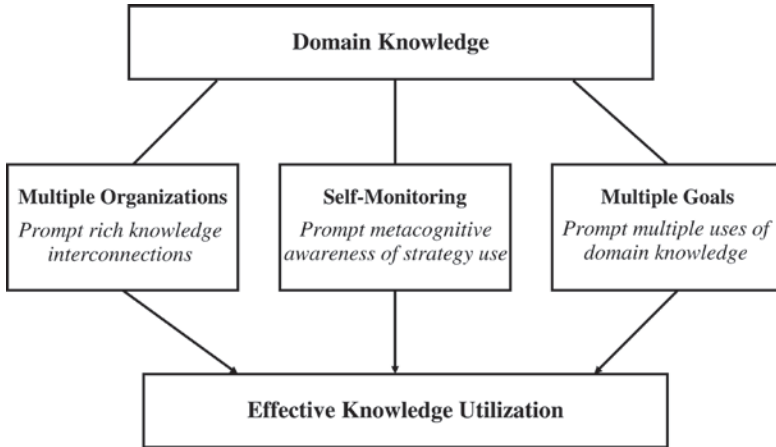 Domain Knowledge
Multiple Organizations
Prompt rich knowledge
interconnections
Self-Monitoring
Prompt metacognitive
awareness of strategy use
Multiple Goals
Prompt multiple uses of
domain knowledge
Effective Knowledge Utilization